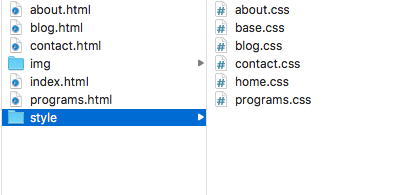 about.html
blog.html
contact.html
img
index.html
programs.html
style
about.css
base.css
blog.css
contact.css
home.css
programs.css